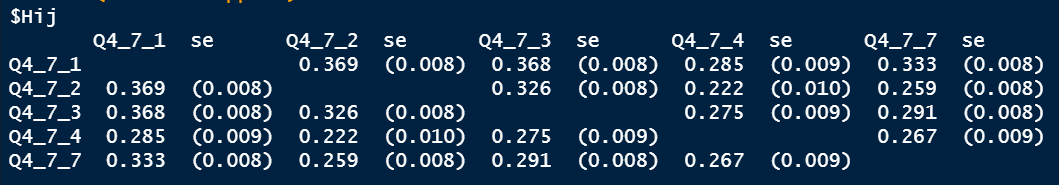 $Hij
Q4_7_1 se Q4_7_2 se Q4_7_3 se Q4_7_4 se Q4_7_7 se
Q4_7_1 0.369 (0.008) 0.368 (0.008) 0.285 (0.009) 0.333 (0.008)
Q4_7_2 0.369 (0.008) 0.326 (0.008) 0.222 (0.010) 0.259 (0.008)
Q4_7_3 0.368 (0.008) 0.326 (0.008) 0.275 (0.009) 0.291 (0.008)
Q4_7_4 0.285 (0.009) 0.222 (0.010) 0.275 (0.009) 0.267 (0.009)
Q4_7_7 0.333 (0.008) 0.259 (0.008) 0.291 (0.008) 0.267 (0.009)